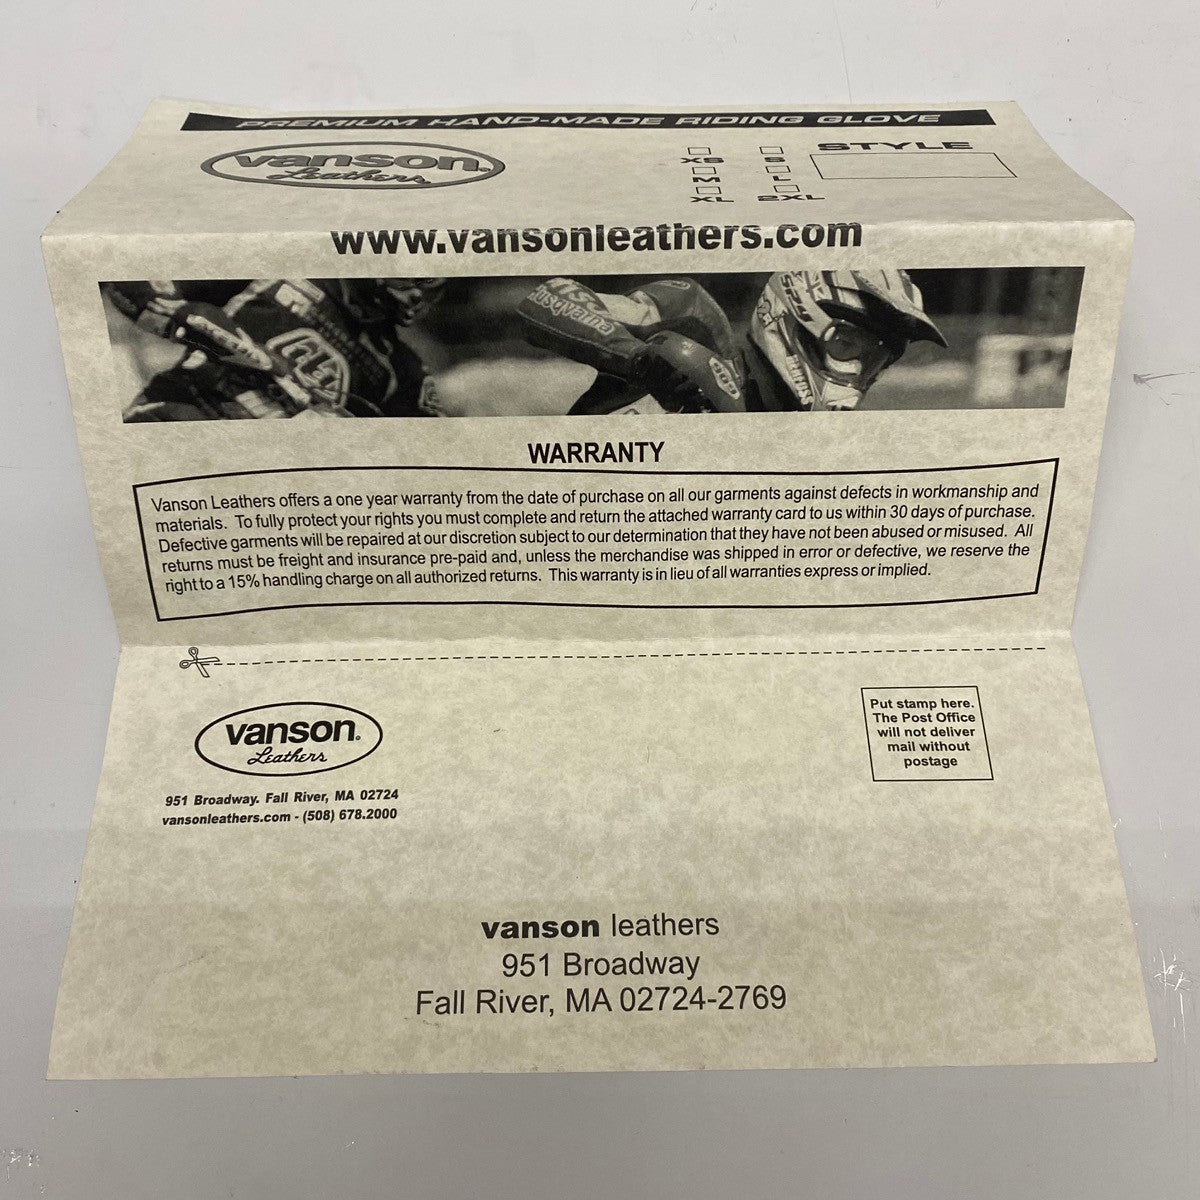 PREMIUM HAND-MADE RIDING GLOVE
vanson.
Leathers
XS S
M L
XL 2XL
STYLE
www.vansonleathers.com
WARRANTY
Vanson Leathers offers a one year warranty from the date of purchase on all our garments against defects in workmanship and
materials. To fully protect your rights you must complete and return the attached warranty card to us within 30 days of purchase.
Defective garments will be repaired at our discretion subject to our determination that they have not been abused or misused. All
returns must be freight and insurance pre-paid and, unless the merchandise was shipped in error or defective, we reserve the
right to a 15% handling charge on all authorized returns. This warranty is in lieu of all warranties express or implied.
vanson.
Leathers
951 Broadway. Fall River, MA 02724
vansonleathers.com - (508) 678.2000
Put stamp here.
The Post Office
will not deliver
mail without
postage
vanson leathers
951 Broadway
Fall River, MA 02724-2769